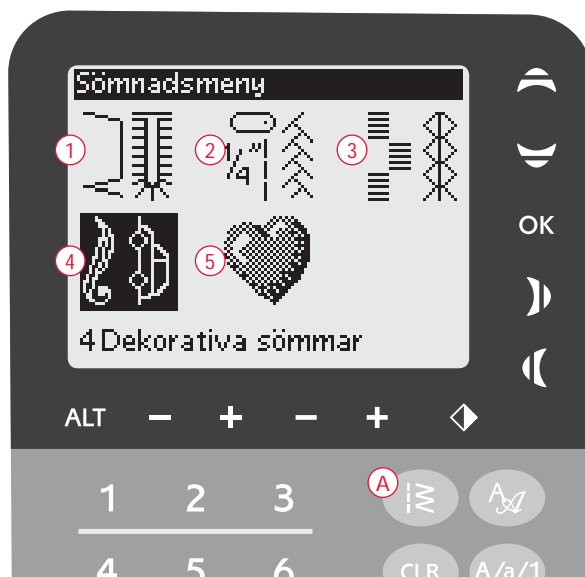 Sömnadsmeny
1 2 3
1/4"
4 5
4 Dekorativa sömmar
OK
ALT - + - +
A
1 2 3
A
4 5 6
CLR A/a/1